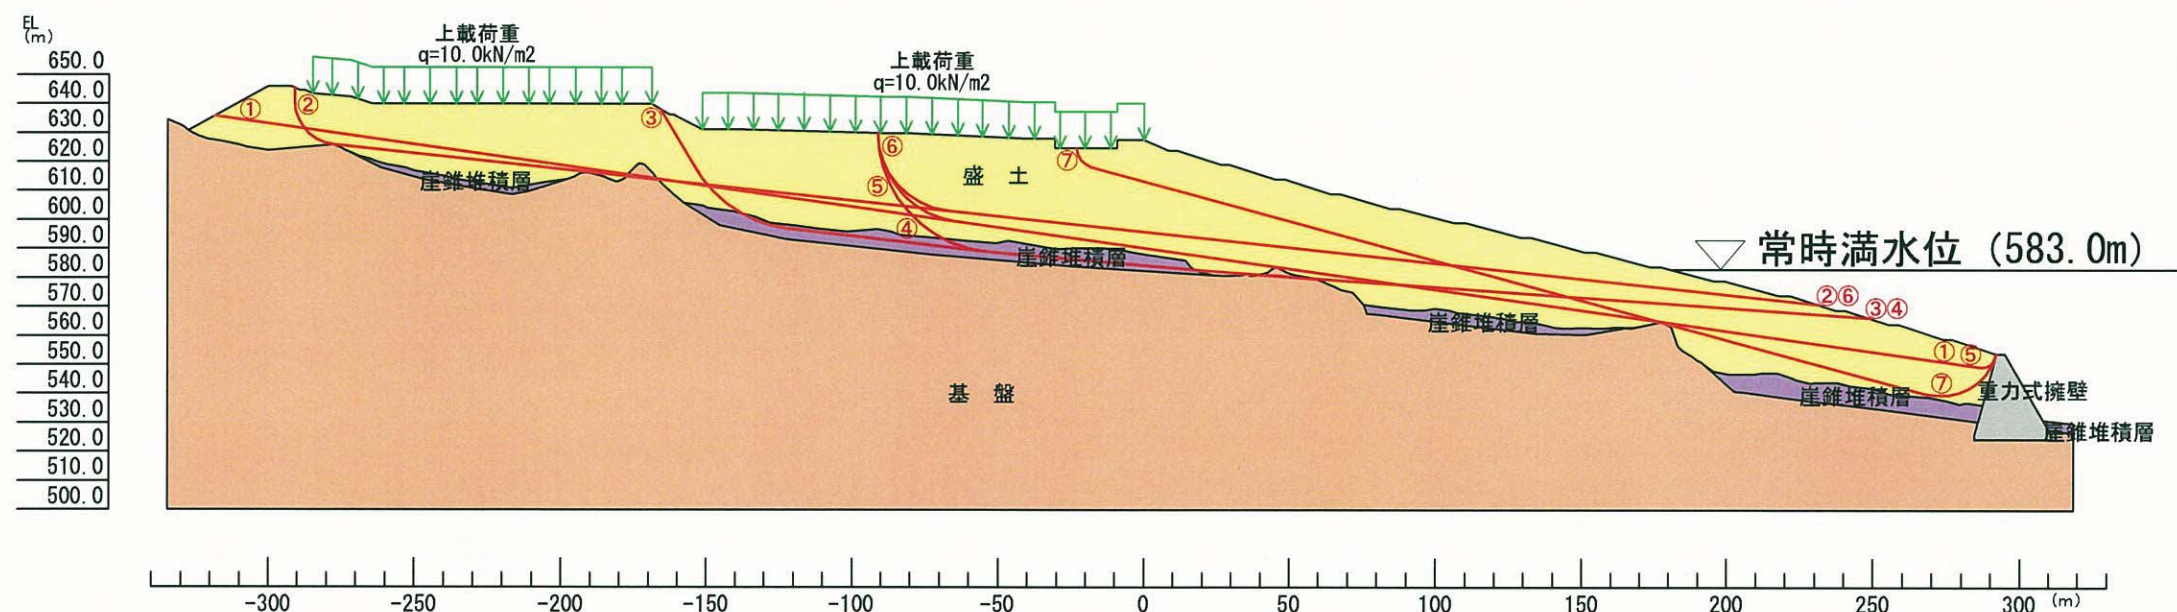 EL
(m)
650.0
640.0
630.0
620.0
610.0
600.0
590.0
580.0
570.0
560.0
550.0
540.0
530.0
520.0
510.0
500.0
上載荷重
q=10.0kN/m2
上載荷重
q=10.0kN/m2
①
②
③
⑥
⑦
⑤
④
盛 土
崖錐堆積層
崖錐堆積層
常時満水位 (583.0m)
②⑥
③④
崖錐堆積層
①⑤
⑦
基 盤
崖錐堆積層
重力式擁壁
崖錐堆積層
-300 -250 -200 -150 -100 -50 0 50 100 150 200 250 300 (m)